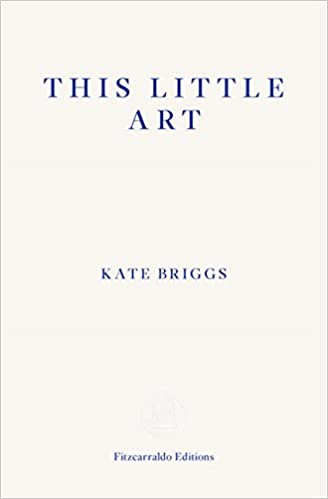 THIS LITTLE
ART
KATE BRIGGS
Fitzcarraldo Editions